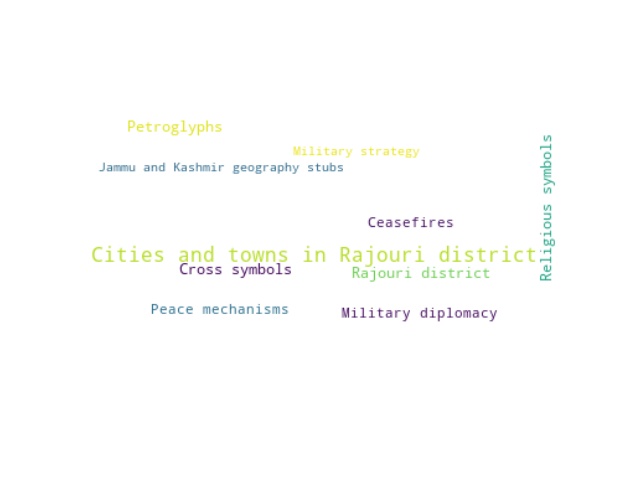 Petroglyphs
Military strategy
Jammu and Kashmir geography stubs
Religious symbols
Ceasefires
Cities and towns in Rajouri district
Cross symbols
Rajouri district
Peace mechanisms
Military diplomacy